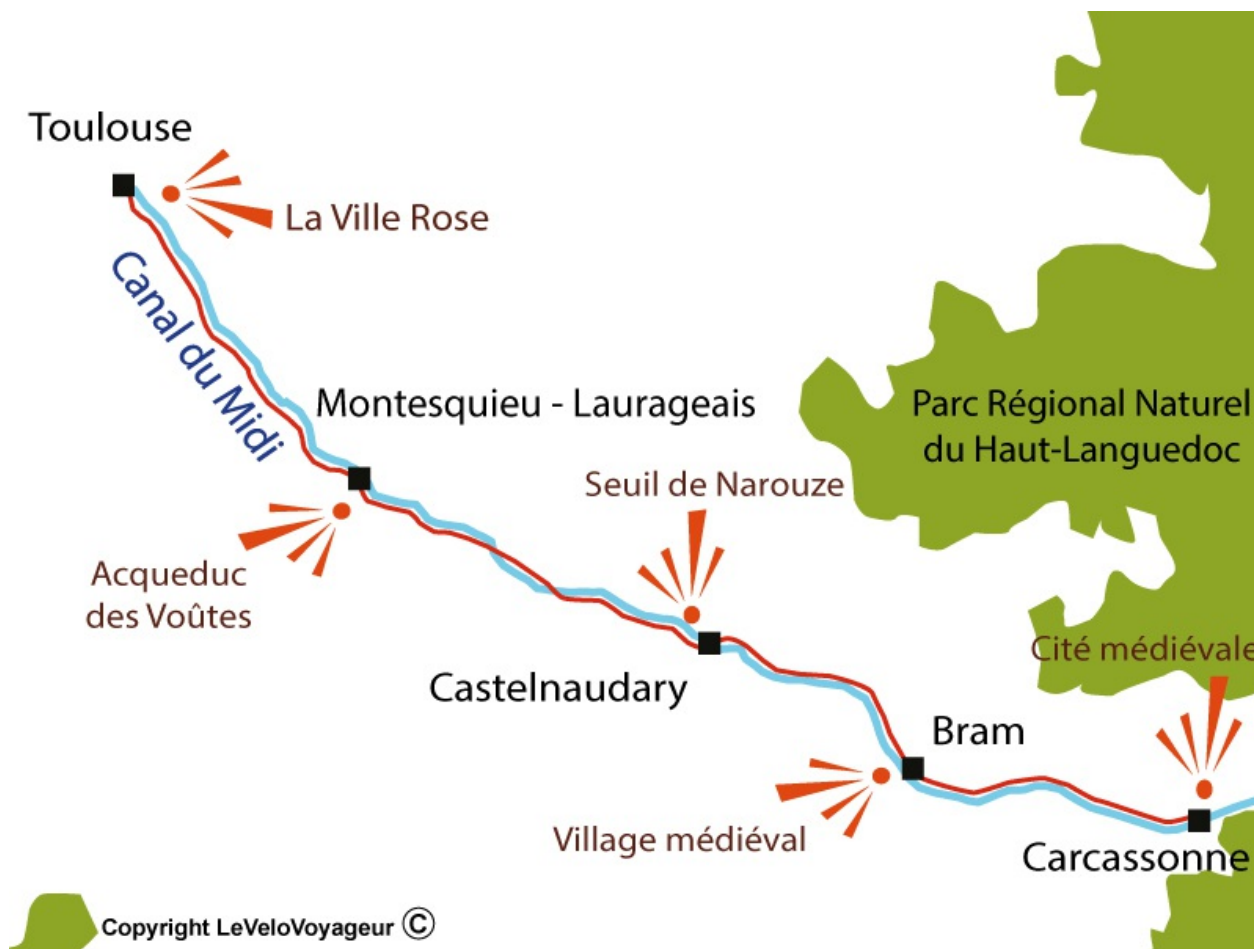 Toulouse
La Ville Rose
Canal du Midi
Montesquieu - Laurageais
Parc Régional Naturel
du Haut-Languedoc
Seuil de Narouze
Acqueduc
des Voûtes
Cité médiévale
Castelnaudary
Bram
Village médiéval
Carcassonne
Copyright LeVeloVoyageur ©